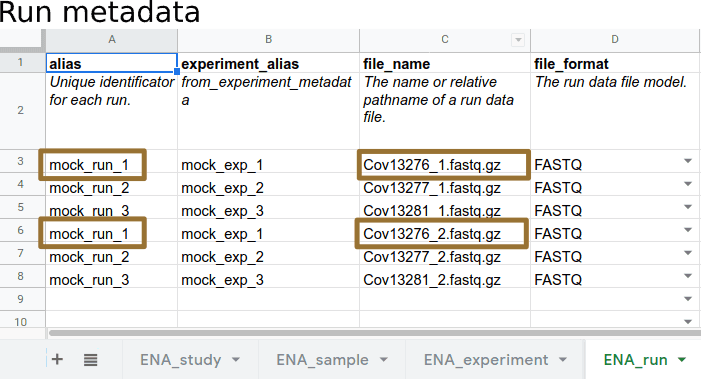 Run metadata
A B C D
1 alias experiment_alias file_name file_format
2 Unique identificator for each run. from_experiment_metadata The name or relative pathname of a run data file. The run data file model.
3 mock_run_1 mock_exp_1 Cov13276_1.fastq.gz FASTQ
4 mock_run_2 mock_exp_2 Cov13277_1.fastq.gz FASTQ
5 mock_run_3 mock_exp_3 Cov13281_1.fastq.gz FASTQ
6 mock_run_1 mock_exp_1 Cov13276_2.fastq.gz FASTQ
7 mock_run_2 mock_exp_2 Cov13277_2.fastq.gz FASTQ
8 mock_run_3 mock_exp_3 Cov13281_2.fastq.gz FASTQ
9
10
+ ENA_study ENA_sample ENA_experiment ENA_run